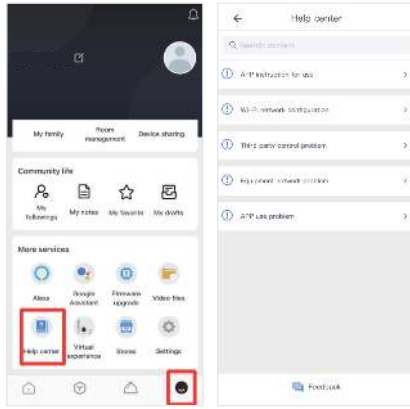 My family
Room
management
Device sharing
Community life
My
followings
My notes
My favorite
My drafts
More services
Alexa
Google
Assistant
Firmware
upgrade
Video files
Help center
Virtual
experience
Stores
Settings
Help center
Search content
APP instruction for use
Wi-Fi network configuration
Third party control problem
Equipment network problem
APP use problem
Feedback